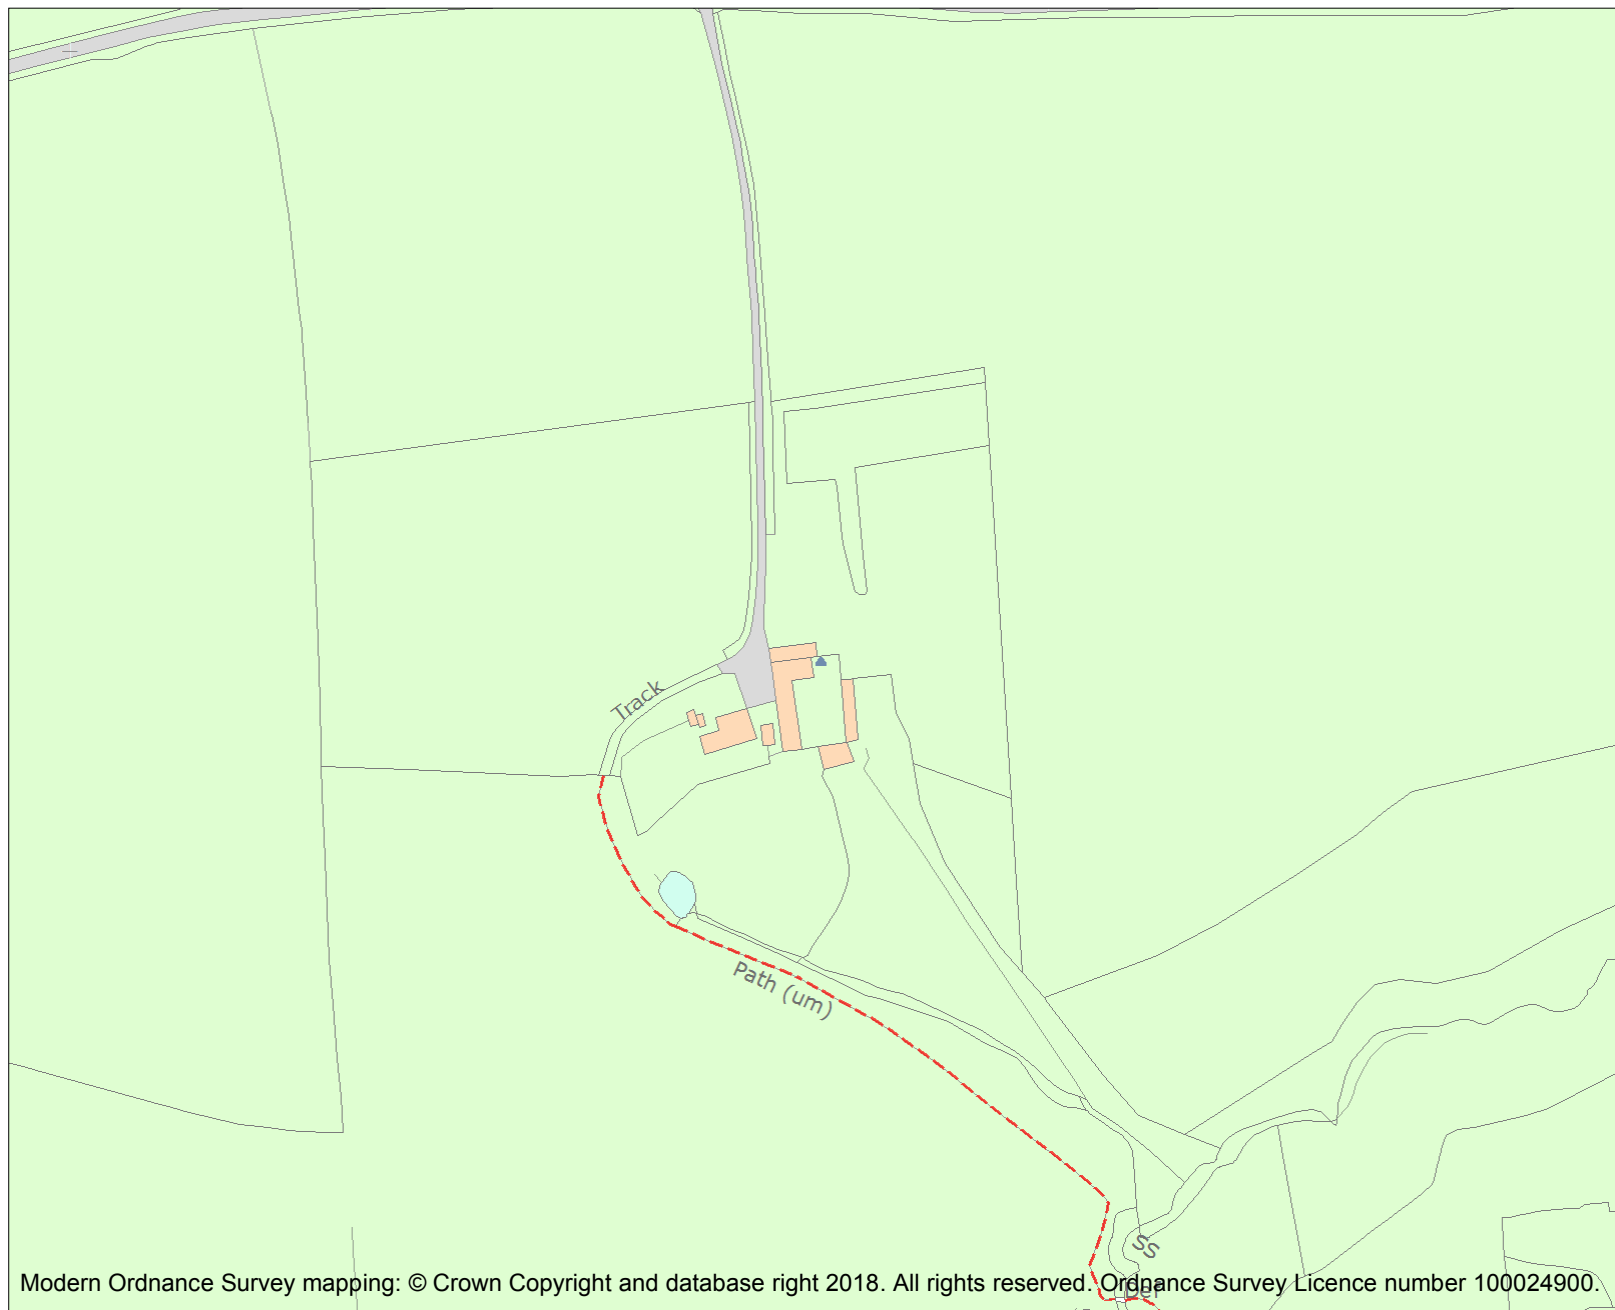 Track
Path (um)
SS
Def
Modern Ordnance Survey mapping: © Crown Copyright and database right 2018. All rights reserved. Ordnance Survey Licence number 100024900.